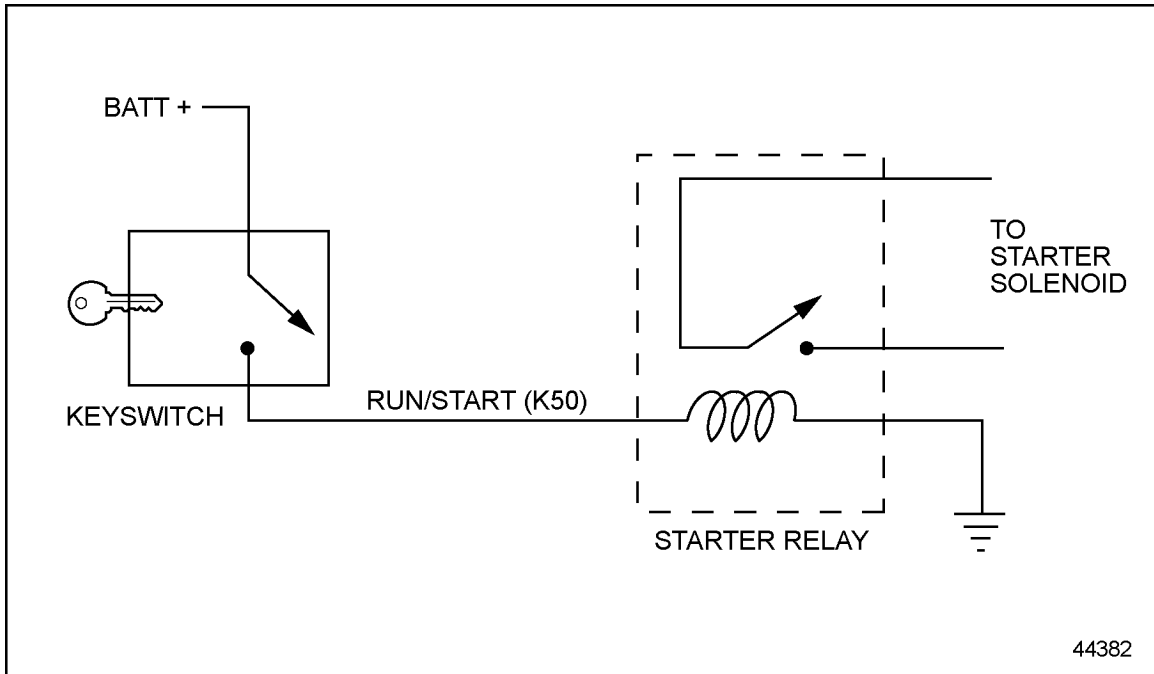 BATT +
TO
STARTER
SOLENOID
RUN/START (K50)
KEYSWITCH
STARTER RELAY
44382